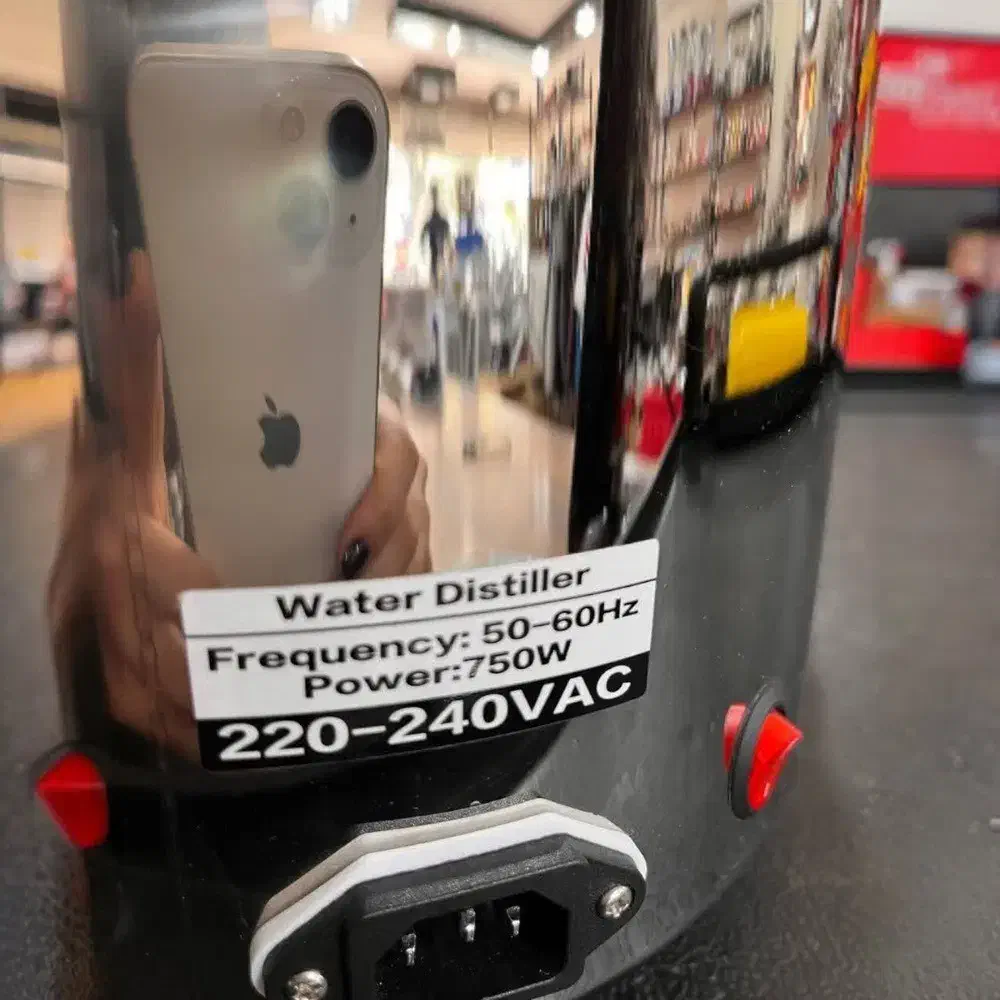 Water Distiller
Frequency: 50-60Hz
Power:750W
220-240VAC